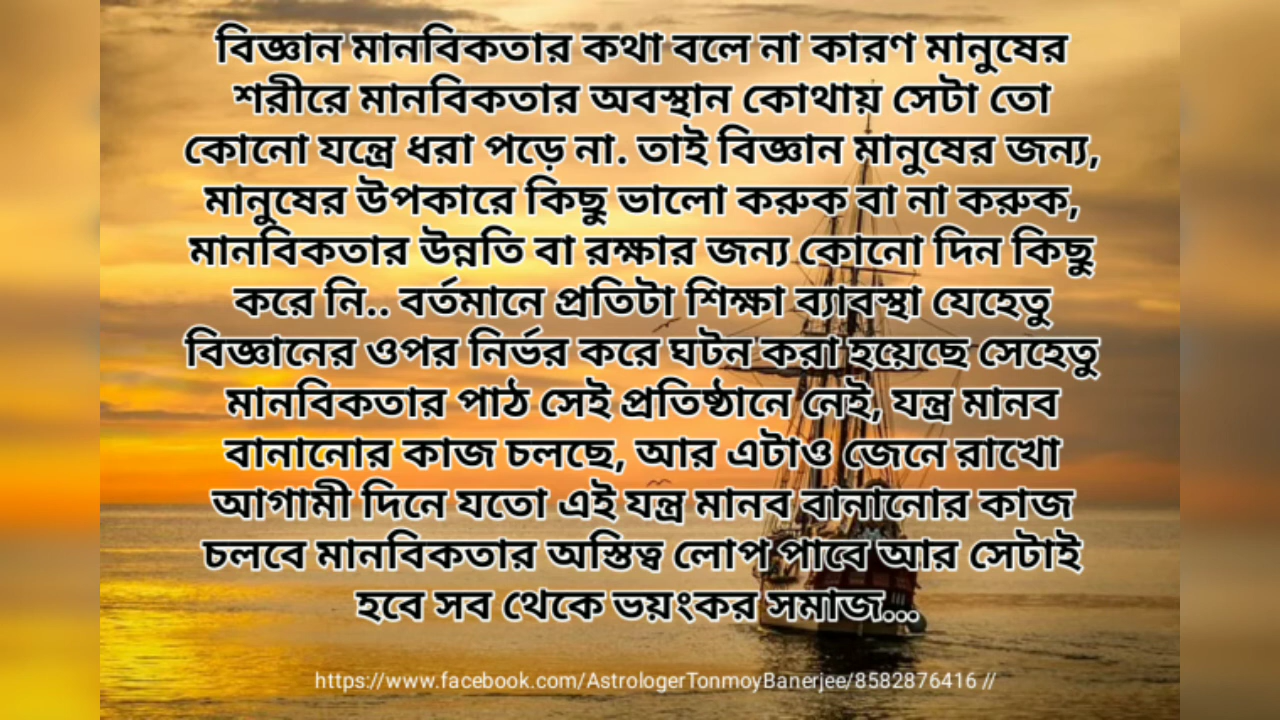 বিজ্ঞান মানবিকতার কথা বলে না কারণ মানুষের
শরীরে মানবিকতার অবস্থান কোথায় সেটা তো
কোনো যন্ত্রে ধরা পড়ে না. তাই বিজ্ঞান মানুষের জন্য,
মানুষের উপকারে কিছু ভালো করুক বা না করুক,
মানবিকতার উন্নতি বা রক্ষার জন্য কোনো দিন কিছু
করে নি.. বর্তমানে প্রতিটা শিক্ষা ব্যাবস্থা যেহেতু
বিজ্ঞানের ওপর নির্ভর করে ঘটন করা হয়েছে সেহেতু
মানবিকতার পাঠ সেই প্রতিষ্ঠানে নেই, যন্ত্র মানব
বানানোর কাজ চলছে, আর এটাও জেনে রাখো
আগামী দিনে যতো এই যন্ত্র মানব বানানোর কাজ
চলবে মানবিকতার অস্তিত্ব লোপ পাবে আর সেটাই
হবে সব থেকে ভয়ংকর সমাজ...
https://www.facebook.com/AstrologerTonmoyBanerjee/8582876416 //